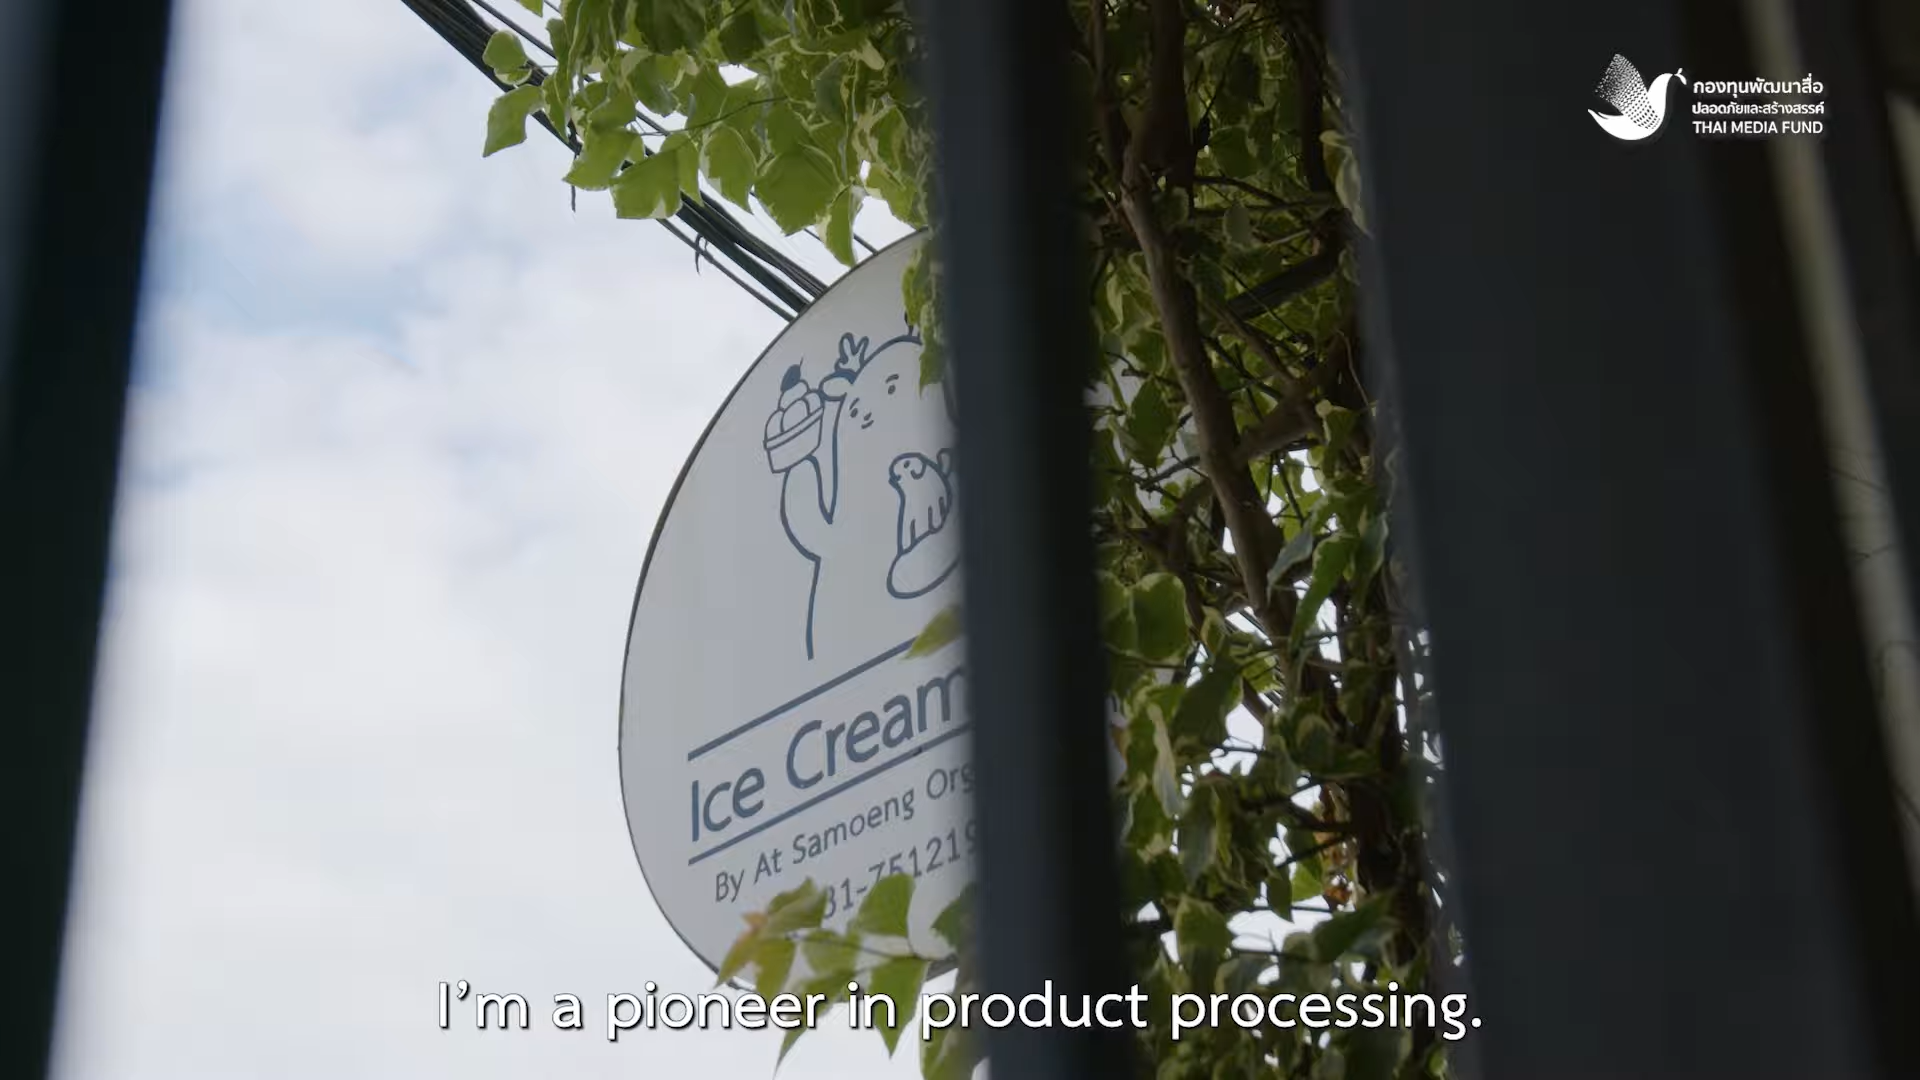 กองทุนพัฒนาสื่อ
ปลอดภัยและสร้างสรรค์
THAI MEDIA FUND
Ice Cream
By At Samoeng
I'm a pioneer in product processing.